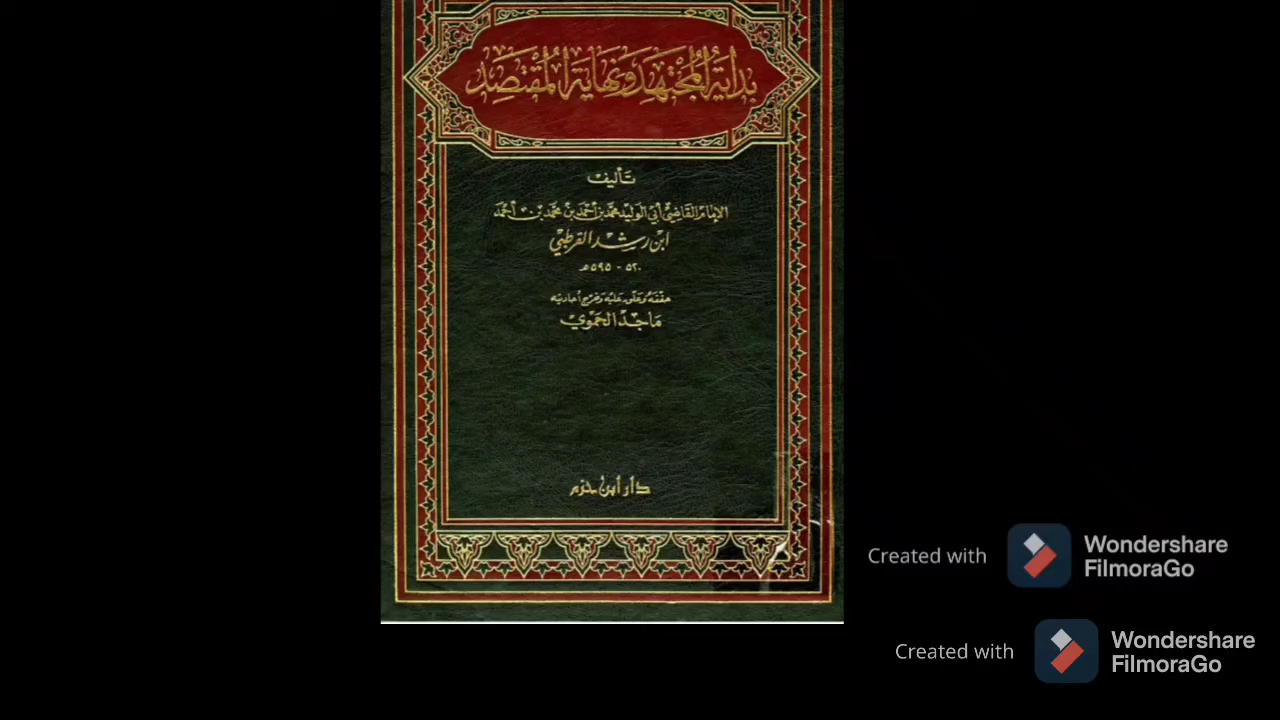 بداية المجتهد ونهاية المقتصد
تأليف
الإمام القاضي أبي الوليد محمد بن أحمد بن محمد بن أحمد
ابن رشد القرطبي
٥٢٠ - ٥٩٥ هـ
حققه وعلق عليه وخرج أحاديثه
ماجد الحموي
دار ابن حزم
Created with
Wondershare
FilmoraGo
Created with
Wondershare
FilmoraGo